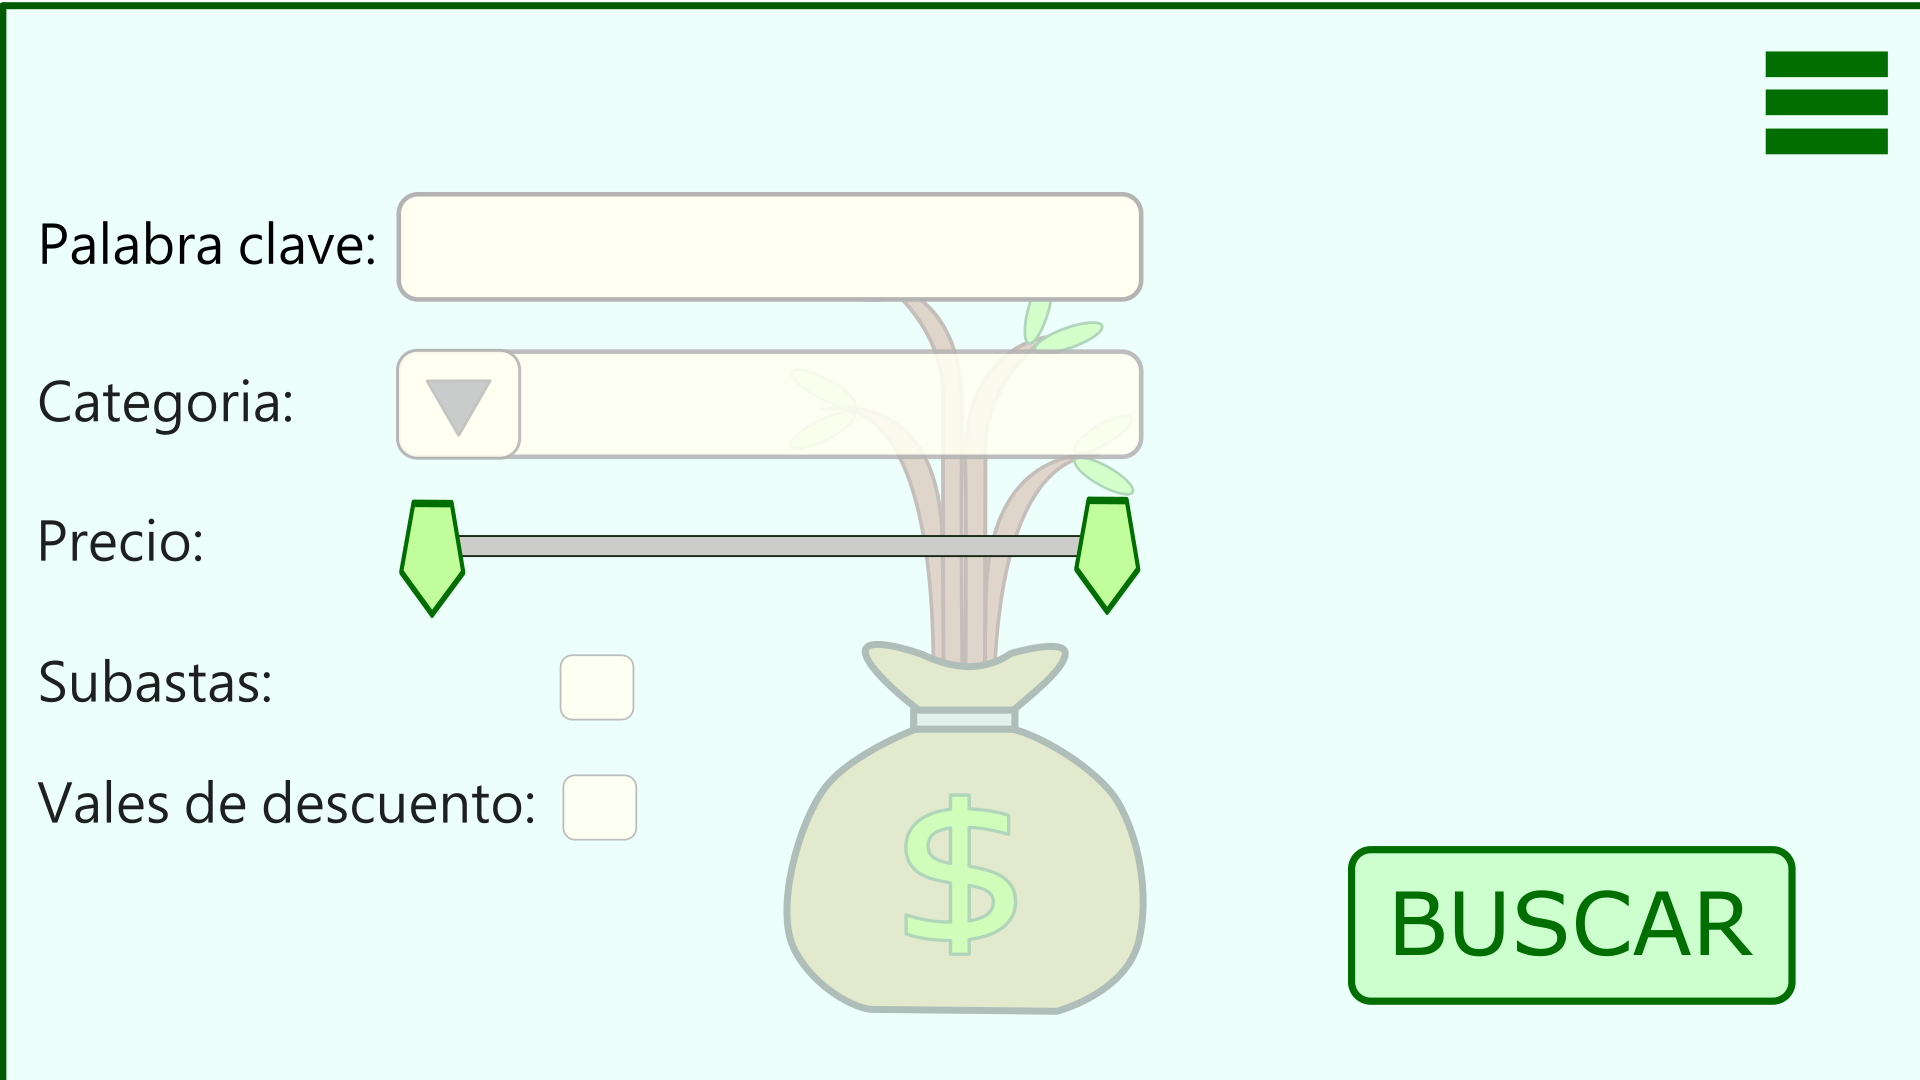 Palabra clave:
Categoria:
Precio:
Subastas:
Vales de descuento:
$
BUSCAR